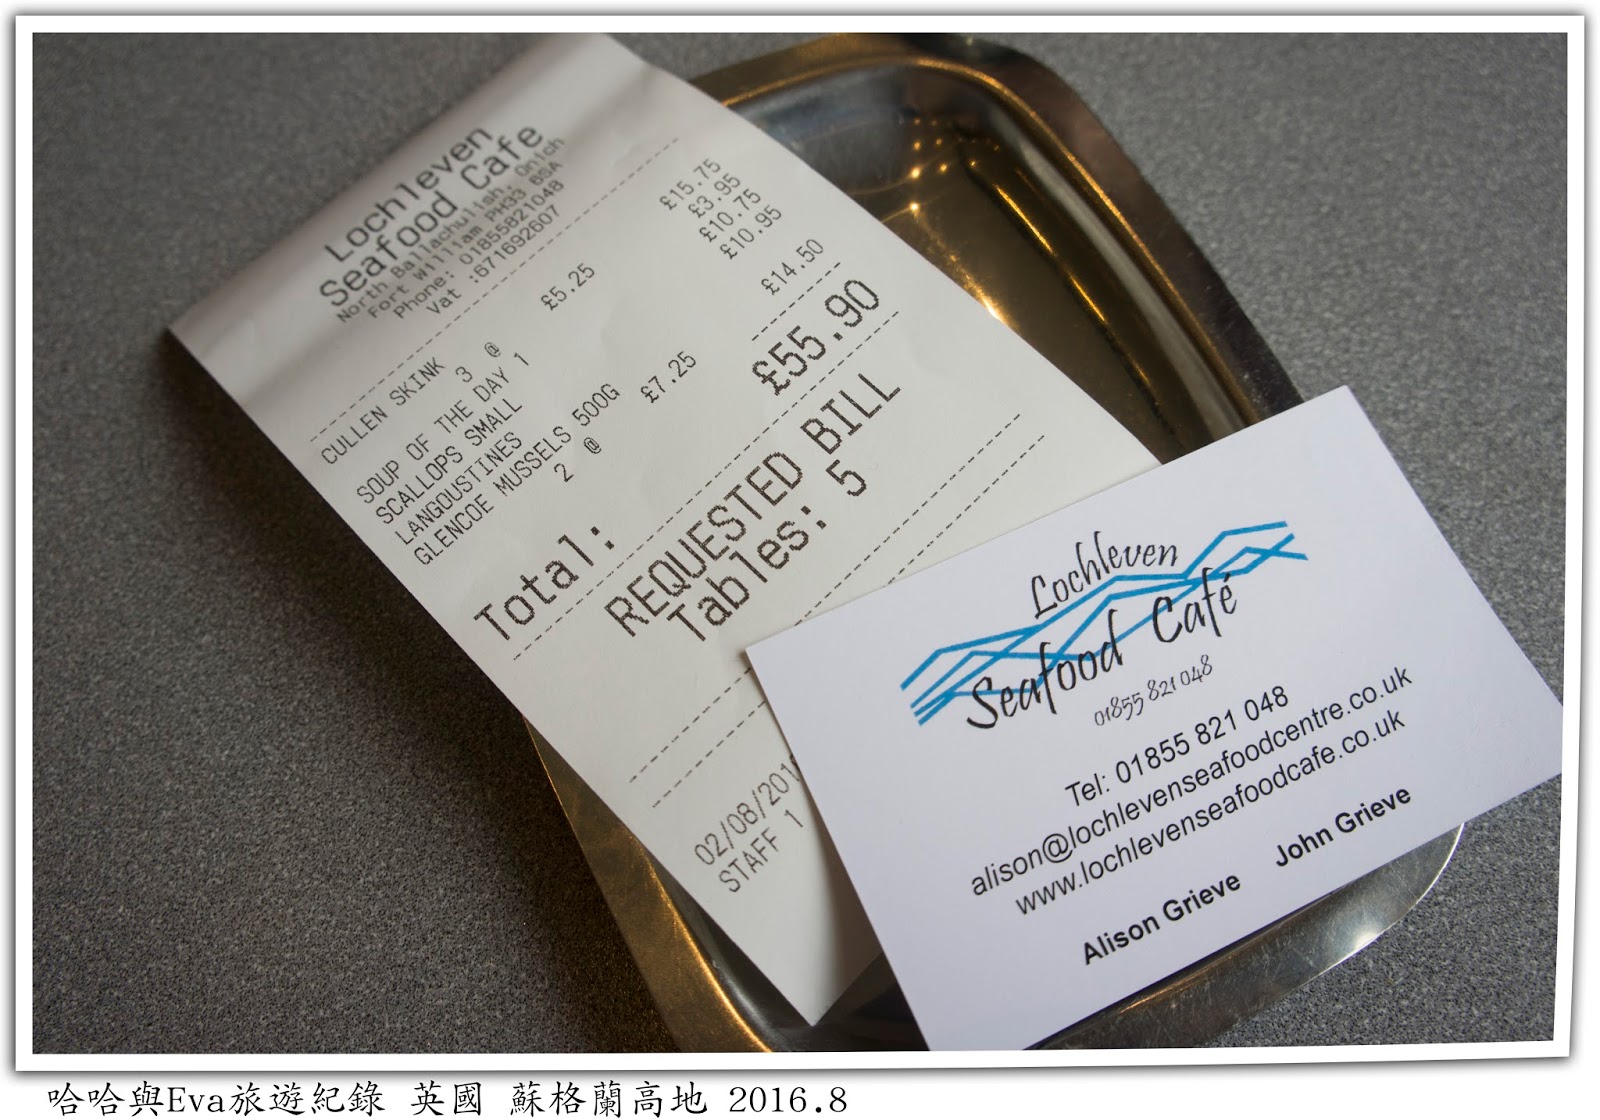 Lochleven
Seafood Cafe
North Ballachulish, Onich
Fort William PH33 6SA
Phone: 01855821048
Vat :671692607
CULLEN SKINK
3 @ £5.25 £15.75
SOUP OF THE DAY 1 £3.95
SCALLOPS SMALL £10.75
LANGOUSTINES £10.95
GLENCOE MUSSELS 500G
2 @ £7.25 £14.50
Total: £55.90
REQUESTED BILL
Tables: 5
02/08/201
STAFF 1
Lochleven
Seafood Café
01855 821 048
Tel: 01855 821 048
alison@lochlevenseafoodcentre.co.uk
www.lochlevenseafoodcafe.co.uk
Alison Grieve John Grieve
哈哈與Eva旅遊紀錄 英國 蘇格蘭高地 2016.8